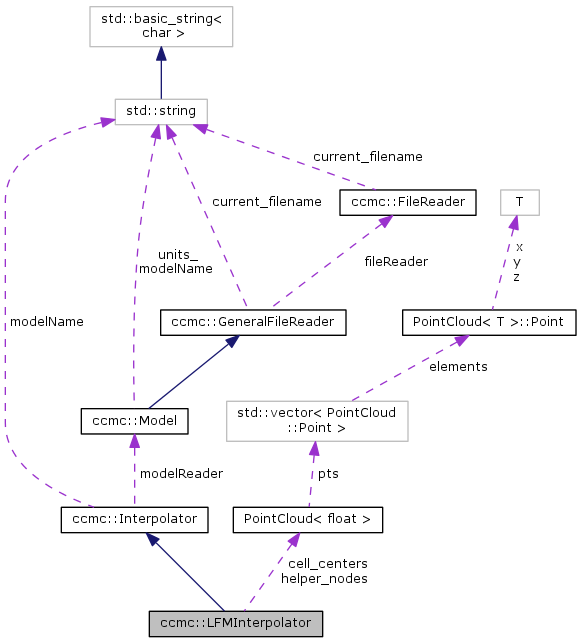 std::basic_string<
char >
std::string
current_filename
current_filename
ccmc::FileReader
T
units_
modelName
fileReader
x
y
z
modelName
ccmc::GeneralFileReader
PointCloud< T >::Point
elements
ccmc::Model
std::vector< PointCloud
::Point >
modelReader
pts
ccmc::Interpolator
PointCloud< float >
cell_centers
helper_nodes
ccmc::LFMInterpolator